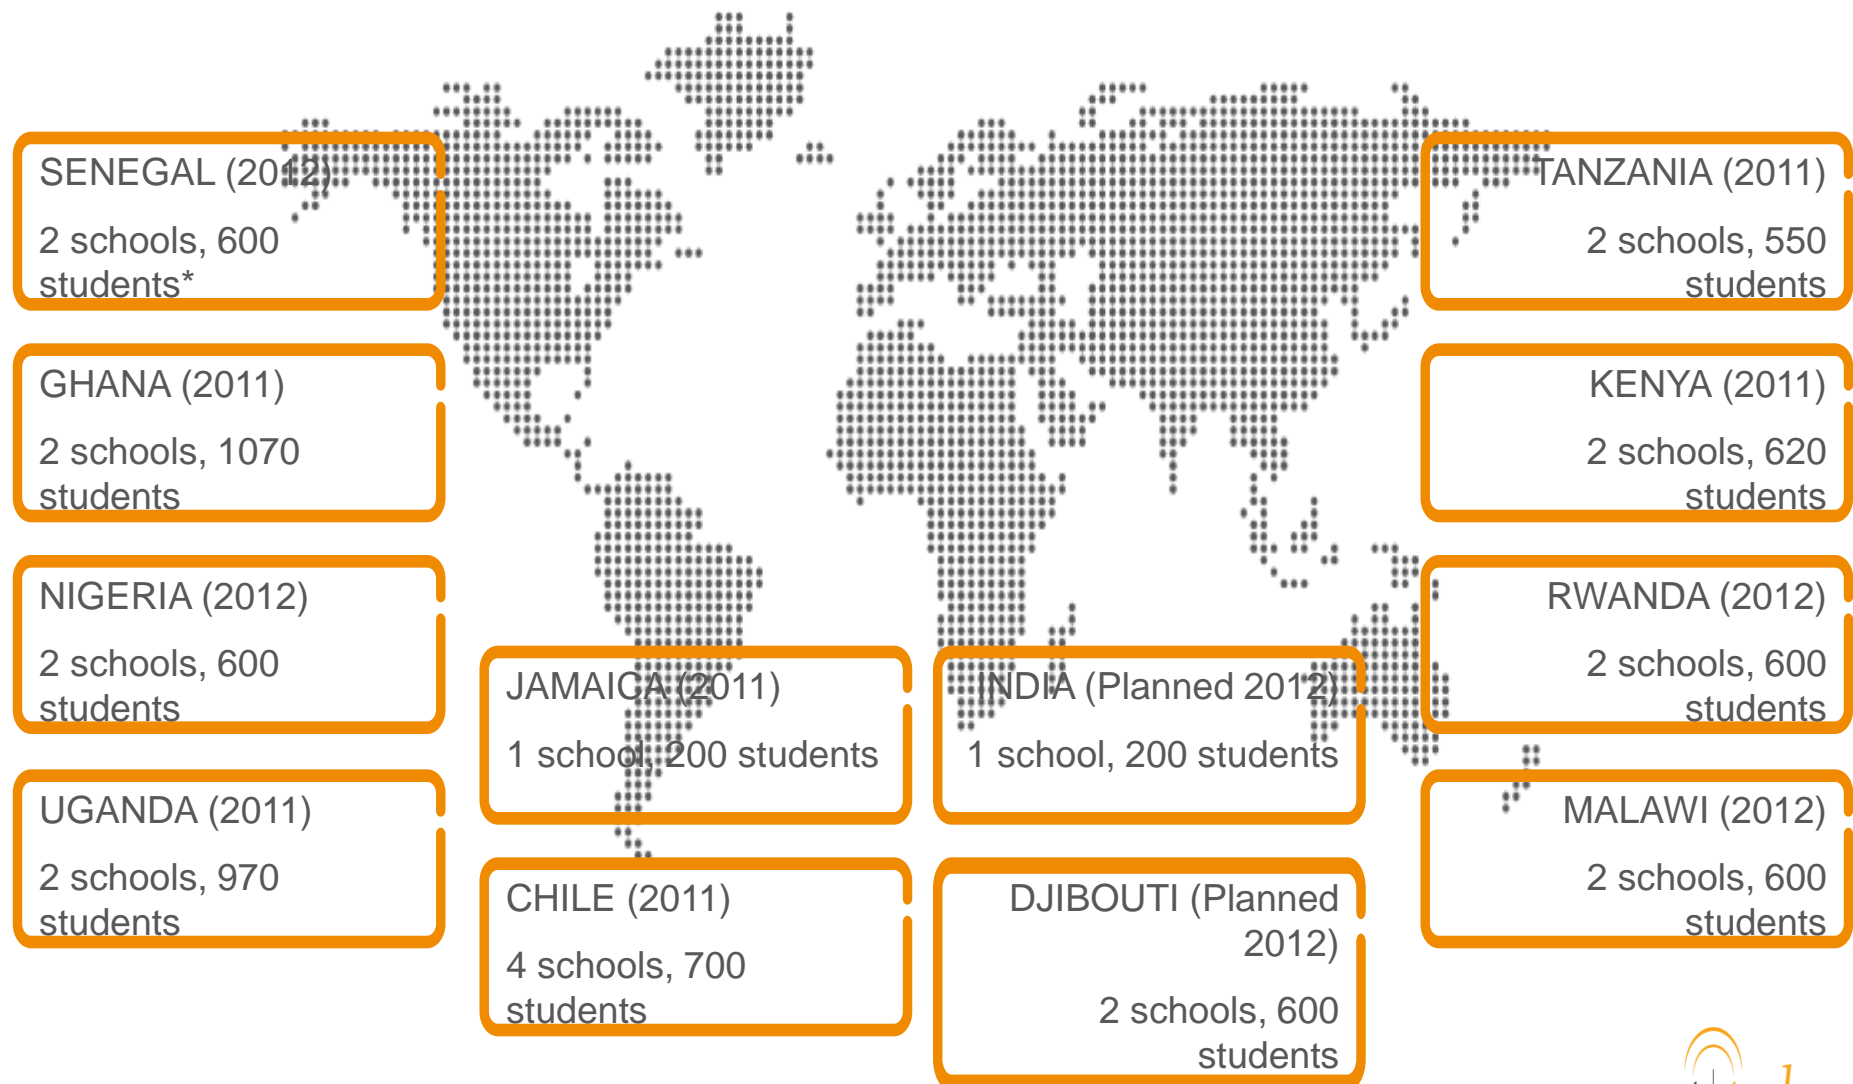 SENEGAL (2012)
2 schools, 600
students*
GHANA (2011)
2 schools, 1070
students
NIGERIA (2012)
2 schools, 600
students
UGANDA (2011)
2 schools, 970
students
JAMAICA (2011)
1 school, 200 students
CHILE (2011)
4 schools, 700
students
INDIA (Planned 2012)
1 school, 200 students
DJIBOUTI (Planned
2012)
2 schools, 600
students
TANZANIA (2011)
2 schools, 550
students
KENYA (2011)
2 schools, 620
students
RWANDA (2012)
2 schools, 600
students
MALAWI (2012)
2 schools, 600
students